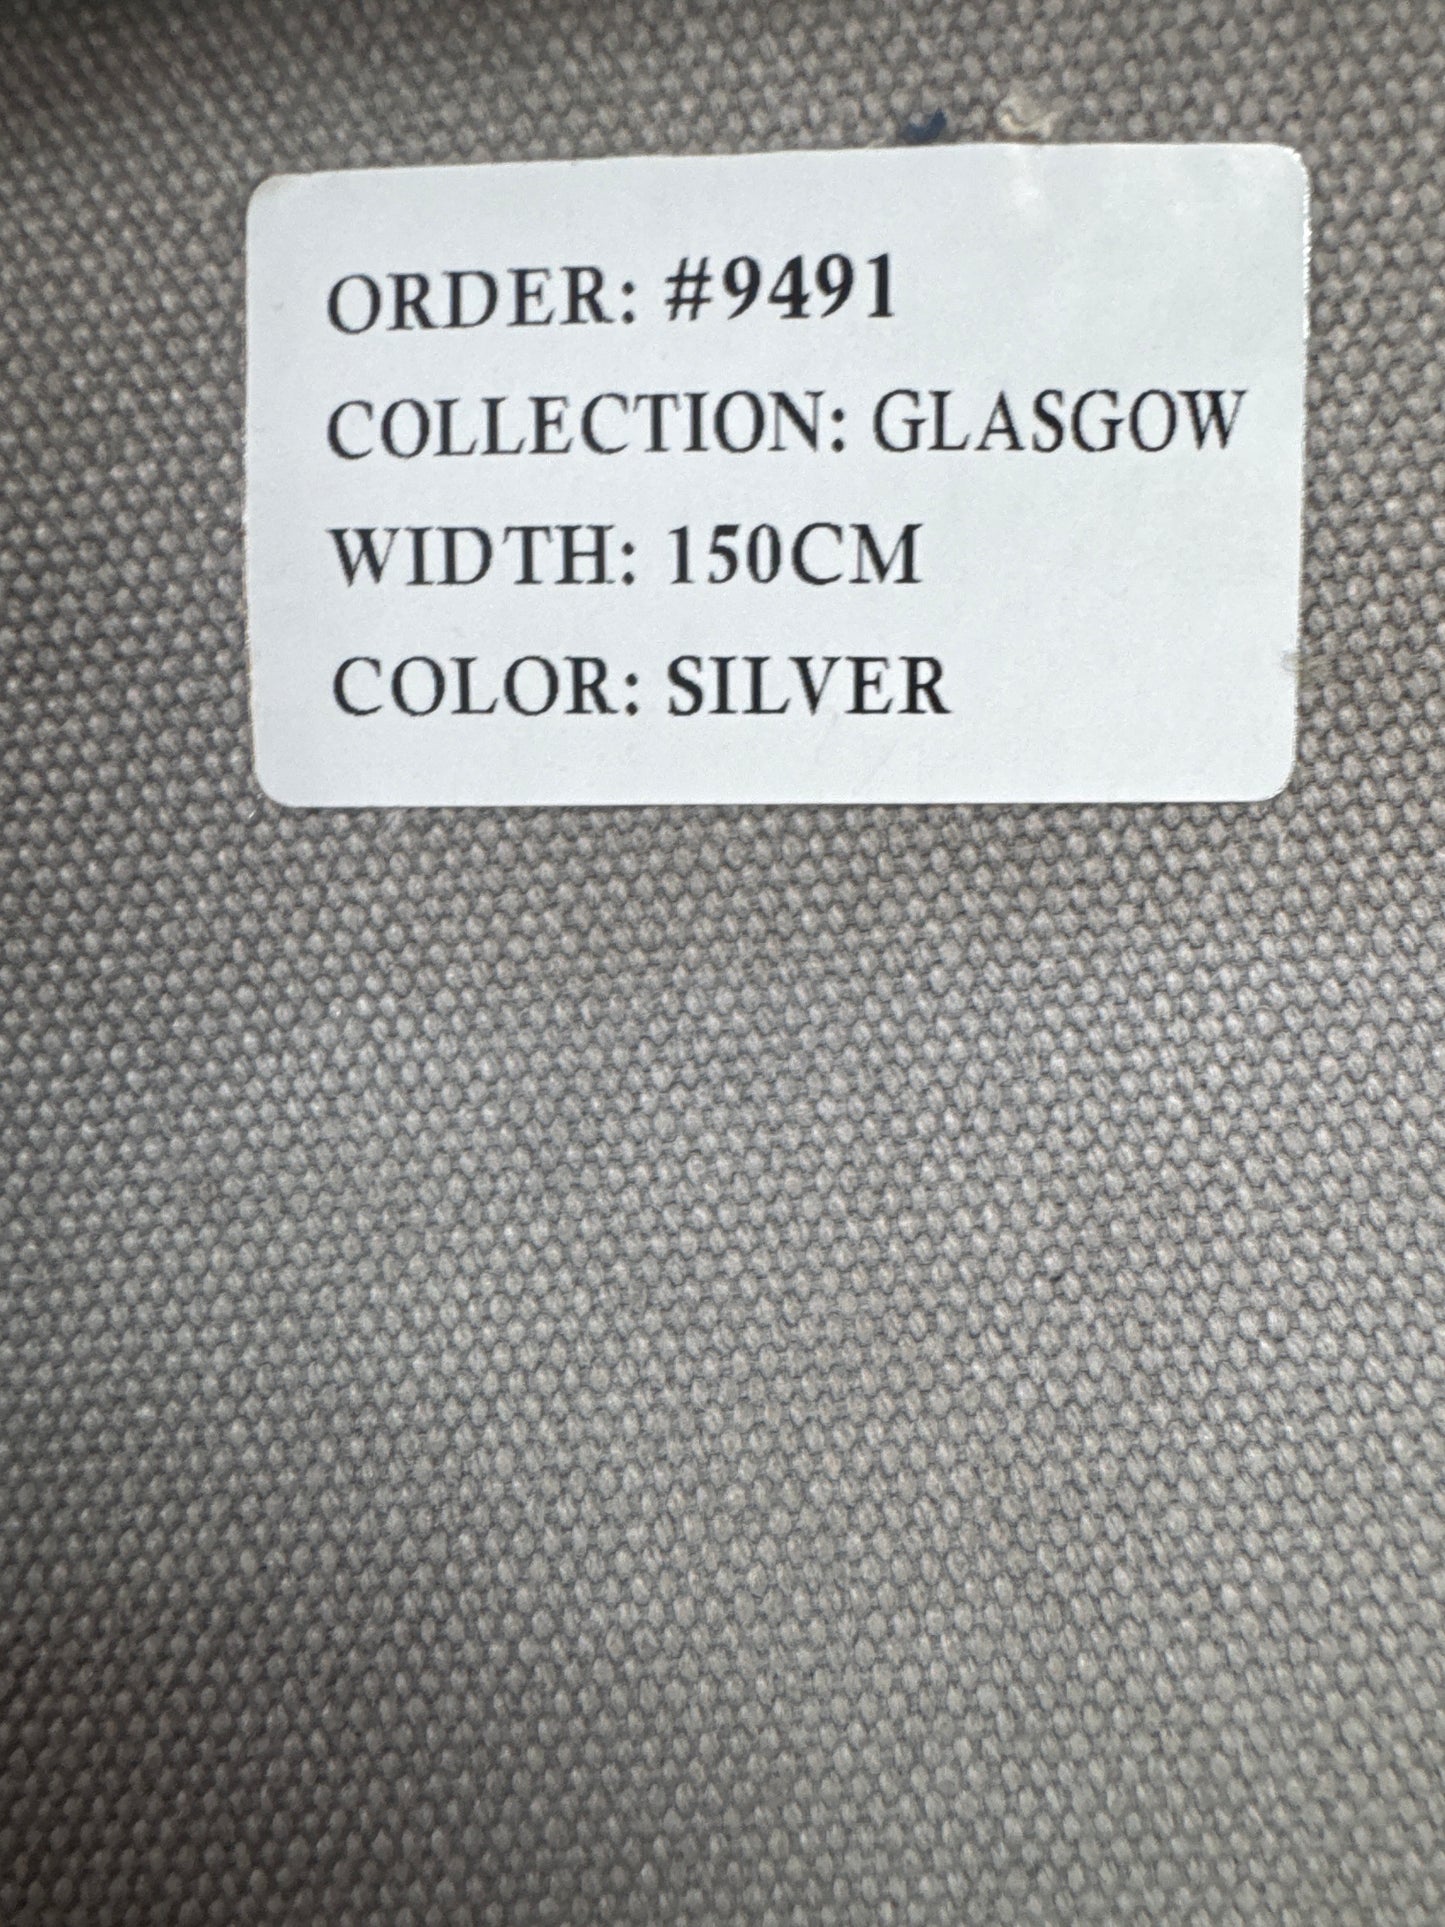 ORDER: #9491
COLLECTION: GLASGOW
WIDTH: 150CM
COLOR: SILVER